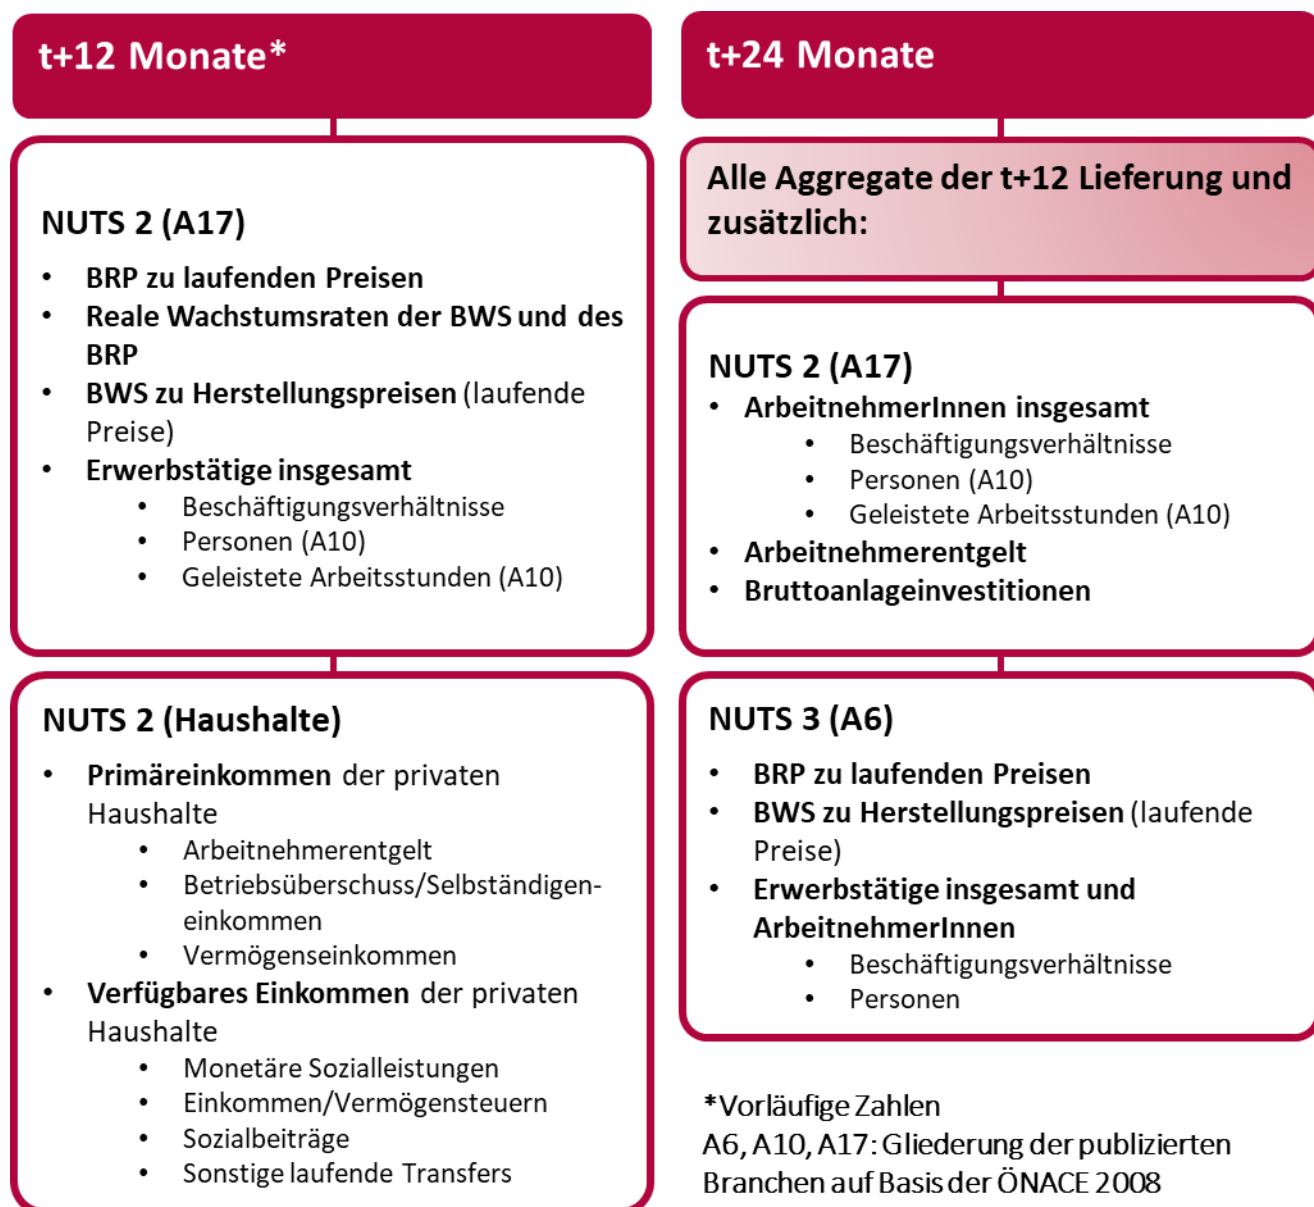 t+12 Monate*
NUTS 2 (A17)
• BRP zu laufenden Preisen
• Reale Wachstumsraten der BWS und des
BRP
• BWS zu Herstellungspreisen (laufende
Preise)
• Erwerbstätige insgesamt
• Beschäftigungsverhältnisse
• Personen (A10)
• Geleistete Arbeitsstunden (A10)
NUTS 2 (Haushalte)
• Primäreinkommen der privaten
Haushalte
• Arbeitnehmerentgelt
• Betriebsüberschuss/Selbständigen-
einkommen
• Vermögenseinkommen
• Verfügbares Einkommen der privaten
Haushalte
• Monetäre Sozialleistungen
• Einkommen/Vermögensteuern
• Sozialbeiträge
• Sonstige laufende Transfers
t+24 Monate
Alle Aggregate der t+12 Lieferung und
zusätzlich:
NUTS 2 (A17)
• ArbeitnehmerInnen insgesamt
• Beschäftigungsverhältnisse
• Personen (A10)
• Geleistete Arbeitsstunden (A10)
• Arbeitnehmerentgelt
• Bruttoanlageinvestitionen
NUTS 3 (A6)
• BRP zu laufenden Preisen
• BWS zu Herstellungspreisen (laufende
Preise)
• Erwerbstätige insgesamt und
ArbeitnehmerInnen
• Beschäftigungsverhältnisse
• Personen
*Vorläufige Zahlen
A6, A10, A17: Gliederung der publizierten
Branchen auf Basis der ÖNACE 2008